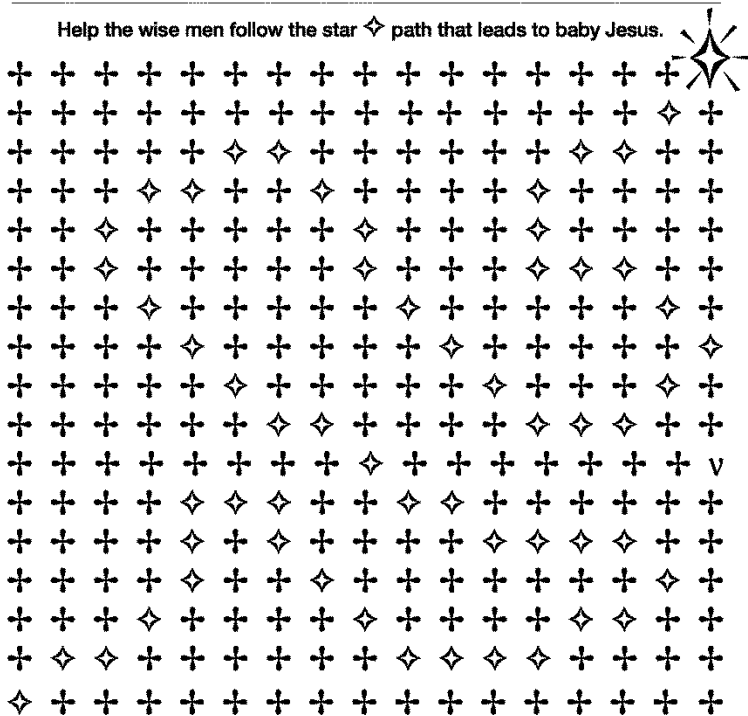 Help the wise men follow the star ✧ path that leads to baby Jesus.
ν